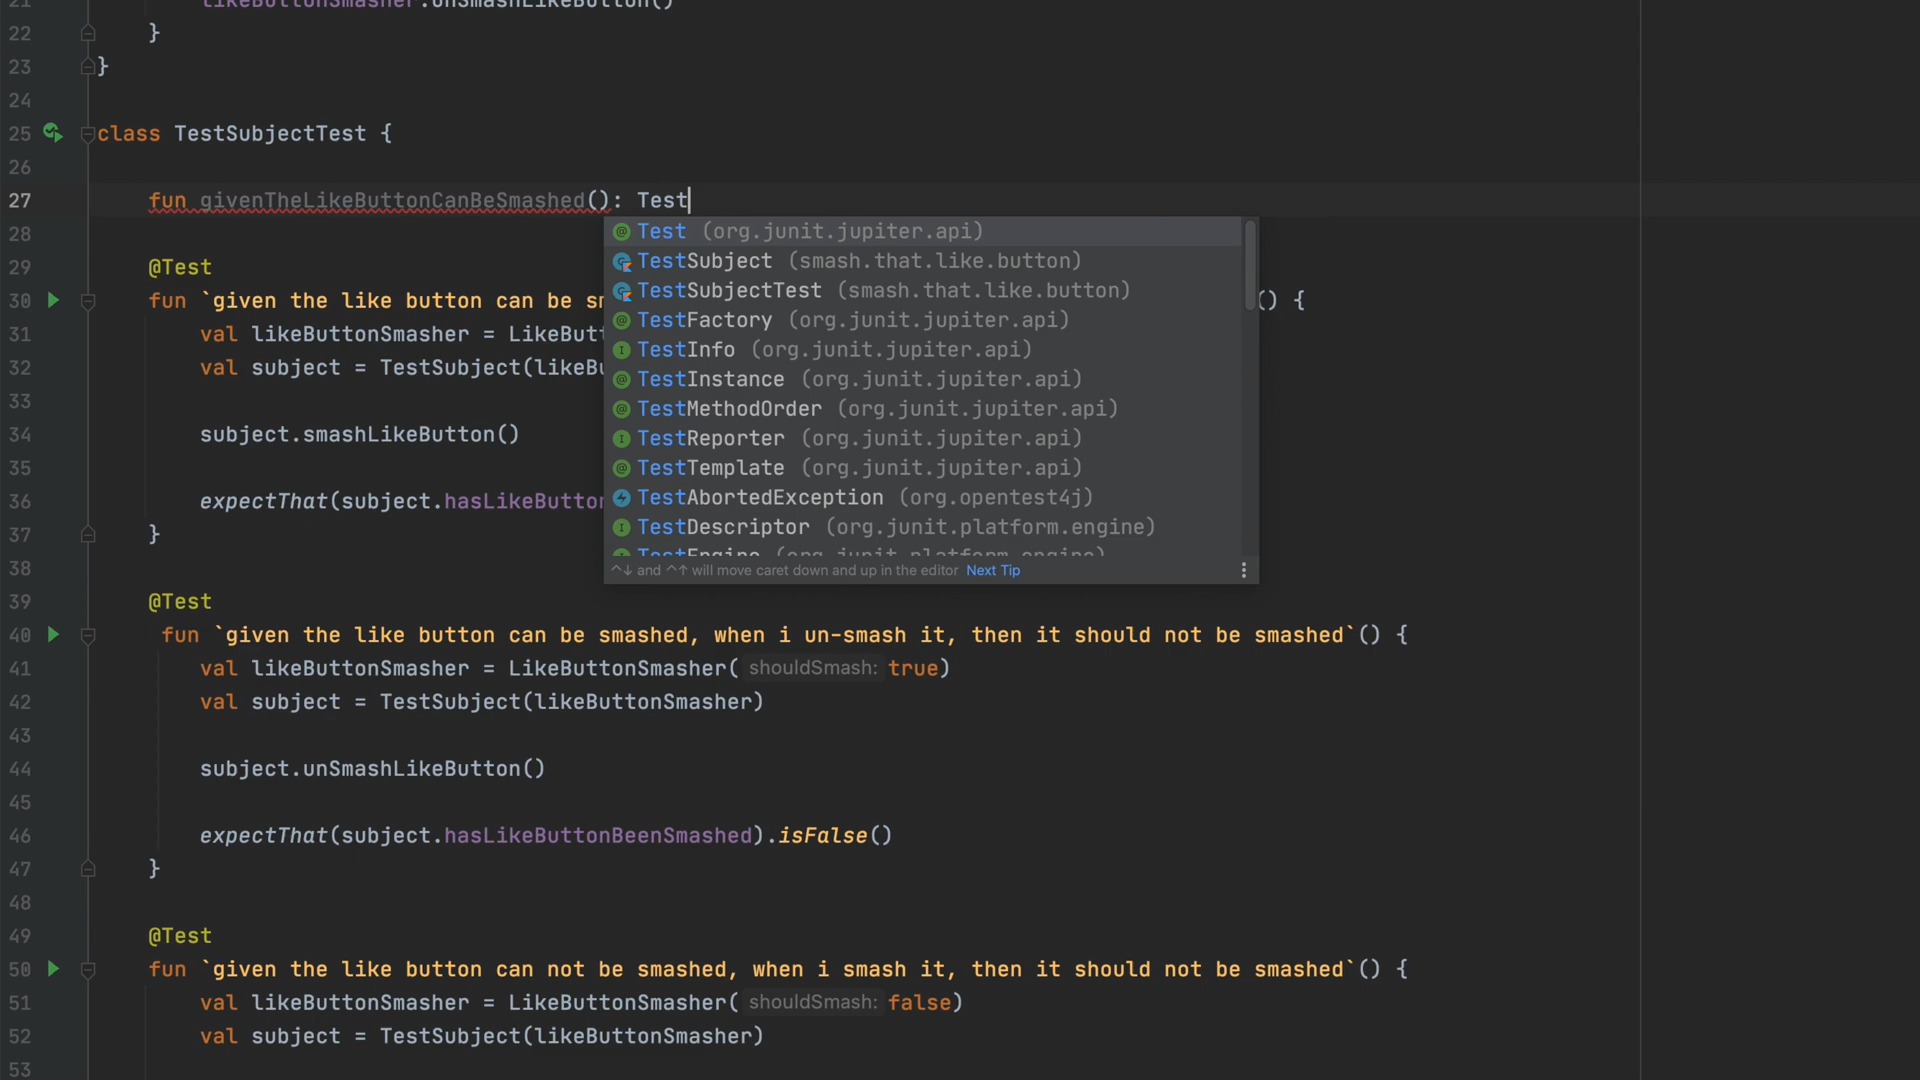 21 likeButtonSmasher.unSmashLikeButton()
22 }
23 }
24
25 class TestSubjectTest {
26
27 fun givenTheLikeButtonCanBeSmashed(): Test
Test (org.junit.jupiter.api)
TestSubject (smash.that.like.button)
TestSubjectTest (smash.that.like.button)
TestFactory (org.junit.jupiter.api)
TestInfo (org.junit.jupiter.api)
TestInstance (org.junit.jupiter.api)
TestMethodOrder (org.junit.jupiter.api)
TestReporter (org.junit.jupiter.api)
TestTemplate (org.junit.jupiter.api)
TestAbortedException (org.opentest4j)
TestDescriptor (org.junit.platform.engine)
TestEngine (org.junit.platform.engine)
^↓ and ^↑ will move caret down and up in the editor Next Tip
28
29 @Test
30 fun `given the like button can be sm () {
31 val likeButtonSmasher = LikeButt
32 val subject = TestSubject(likeBu
33
34 subject.smashLikeButton()
35
36 expectThat(subject.hasLikeButton
37 }
38
39 @Test
40 fun `given the like button can be smashed, when i un-smash it, then it should not be smashed`() {
41 val likeButtonSmasher = LikeButtonSmasher( shouldSmash: true)
42 val subject = TestSubject(likeButtonSmasher)
43
44 subject.unSmashLikeButton()
45
46 expectThat(subject.hasLikeButtonBeenSmashed).isFalse()
47 }
48
49 @Test
50 fun `given the like button can not be smashed, when i smash it, then it should not be smashed`() {
51 val likeButtonSmasher = LikeButtonSmasher( shouldSmash: false)
52 val subject = TestSubject(likeButtonSmasher)
53